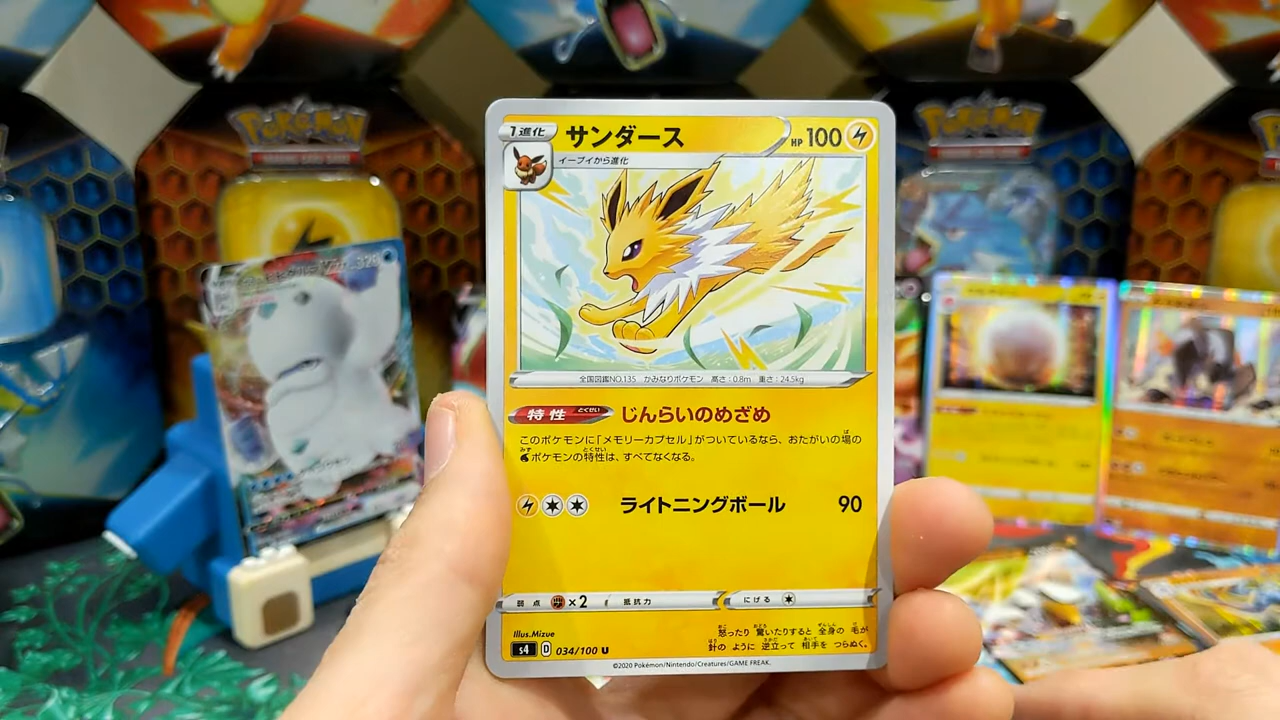 POKÉMON
POKÉMON
1進化 サンダース HP 100
イーブイから進化
全国図鑑NO.135 かみなりポケモン 高さ:0.8m 重さ:24.5kg
特性 とくせい じんらいのめざめ
このポケモンに「メモリーカプセル」がついているなら、おたがいの場の
ポケモンの特性は、すべてなくなる。
ライトニングボール 90
弱点 ×2 抵抗力 にげる
Illus.Mizue
怒ったり 驚いたりすると 全身の 毛が
針の ように 逆立って 相手を つらぬく。
s4 D 034/100 U
©2020 Pokémon/Nintendo/Creatures/GAME FREAK.